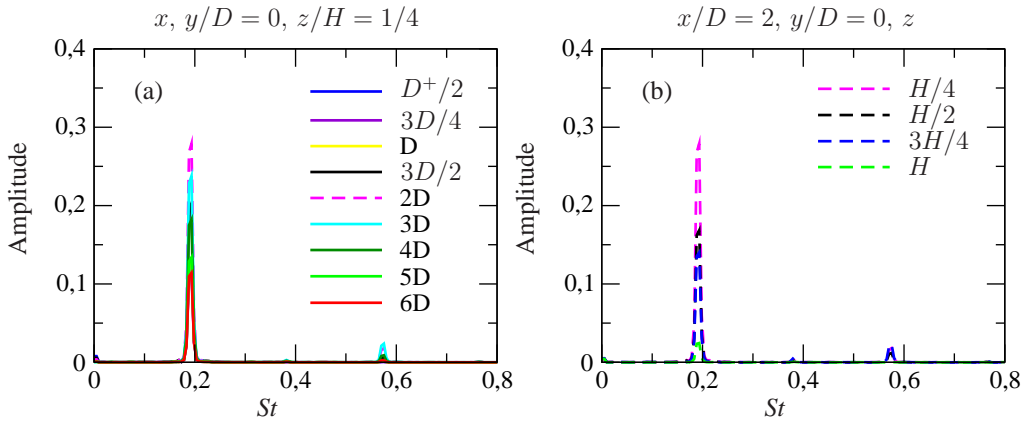 x, y/D = 0, z/H = 1/4
0,4
0,3
0,2
0,1
0
Amplitude
(a)
D⁺/2
3D/4
D
3D/2
2D
3D
4D
5D
6D
0 0,2 0,4 0,6 0,8
St
x/D = 2, y/D = 0, z
0,4
0,3
0,2
0,1
0
Amplitude
(b)
H/4
H/2
3H/4
H
0 0,2 0,4 0,6 0,8
St